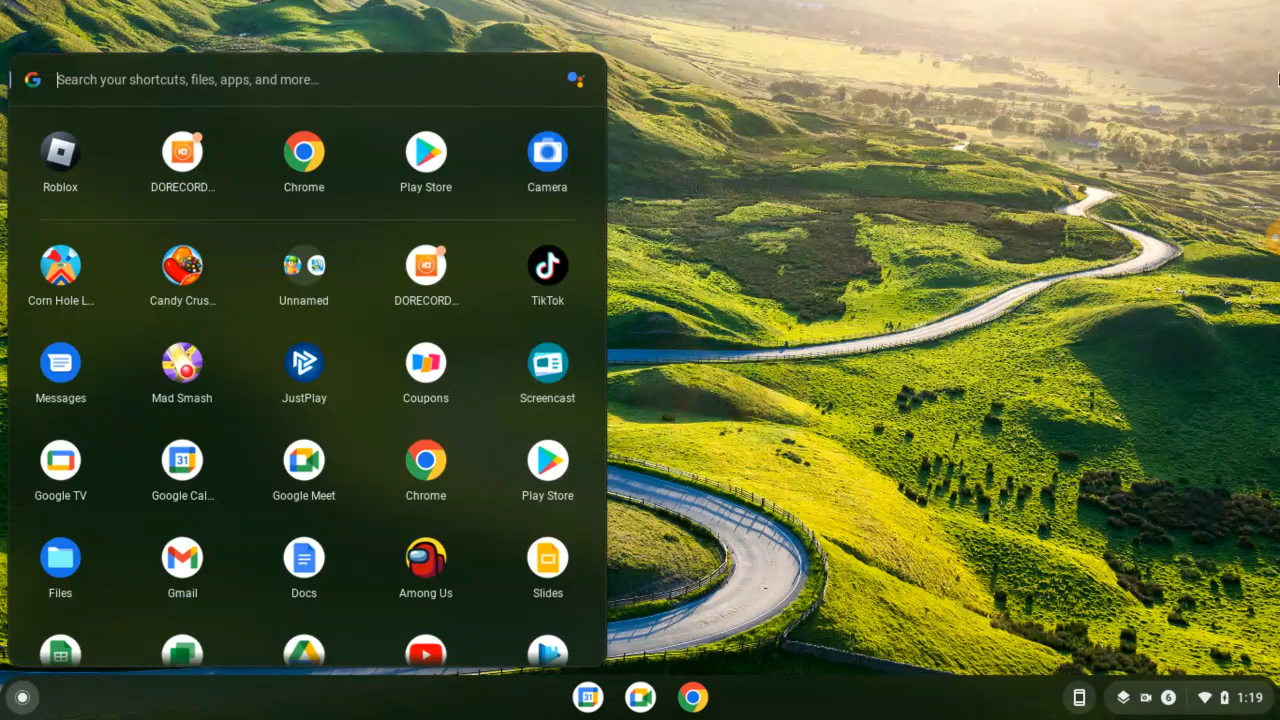 Search your shortcuts, files, apps, and more...
Roblox
DORECORD...
Chrome
Play Store
Camera
Corn Hole L...
Candy Crus...
Unnamed
DORECORD...
TikTok
Messages
Mad Smash
JustPlay
Coupons
Screencast
Google TV
31
Google Cal...
Google Meet
Chrome
Play Store
Files
Gmail
Docs
Among Us
Slides
31
6
1:19